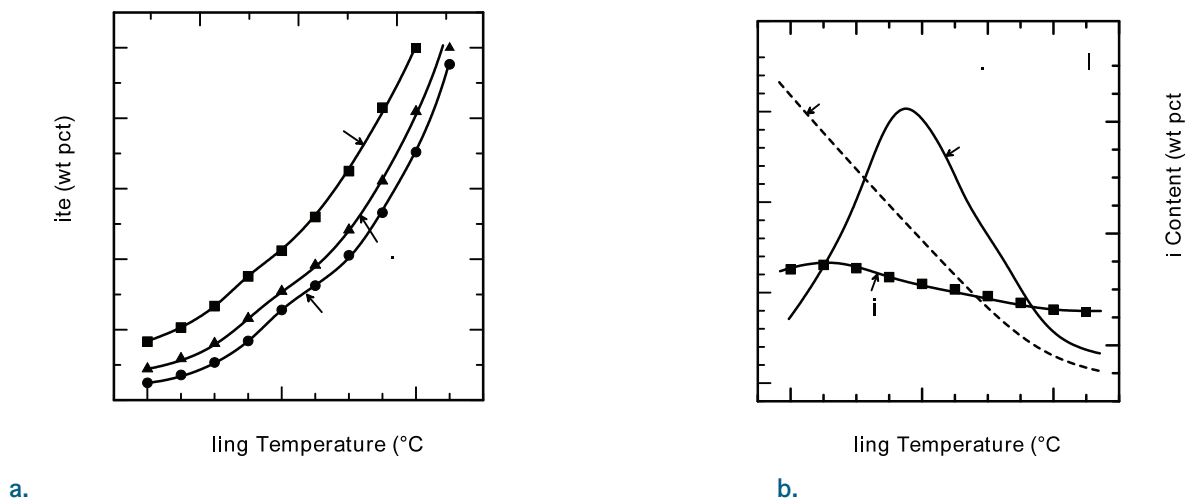 ite (wt pct)
ling Temperature (°C
a.
i Content (wt pct
i
ling Temperature (°C
b.